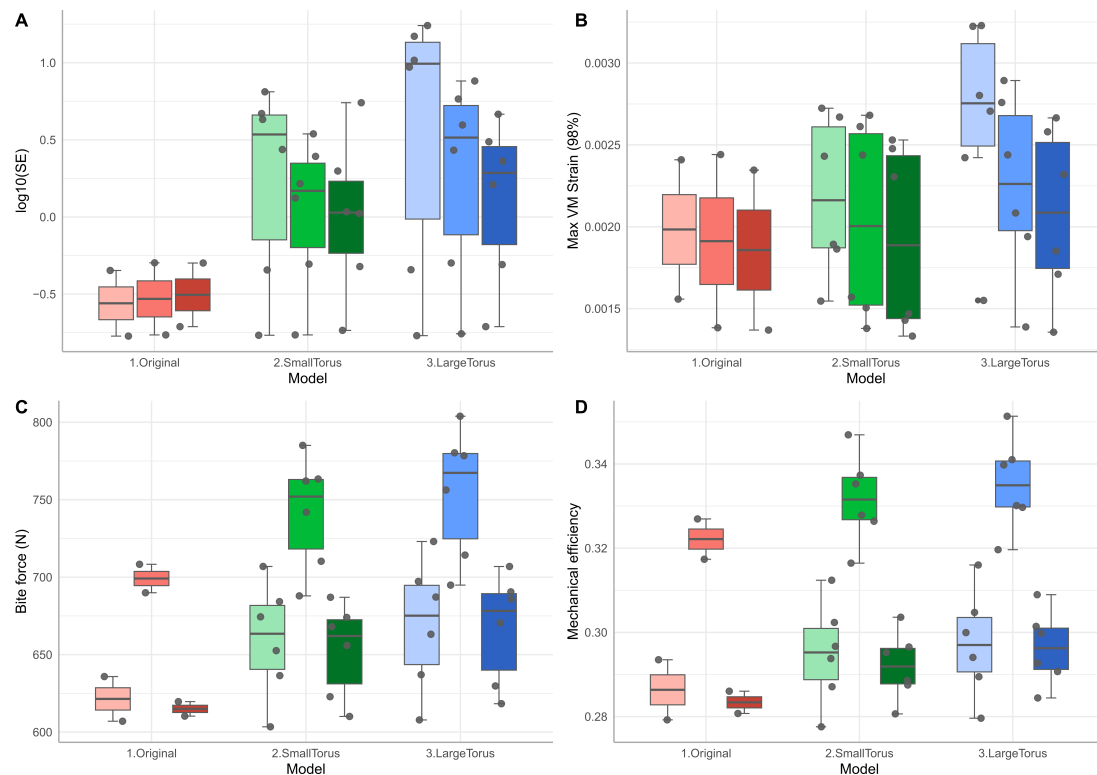 A
log10(SE)
1.0
0.5
0.0
−0.5
1.Original
2.SmallTorus
3.LargeTorus
Model
B
Max VM Strain (98%)
0.0030
0.0025
0.0020
0.0015
1.Original
2.SmallTorus
3.LargeTorus
Model
C
Bite force (N)
800
750
700
650
600
1.Original
2.SmallTorus
3.LargeTorus
Model
D
Mechanical efficiency
0.34
0.32
0.30
0.28
1.Original
2.SmallTorus
3.LargeTorus
Model